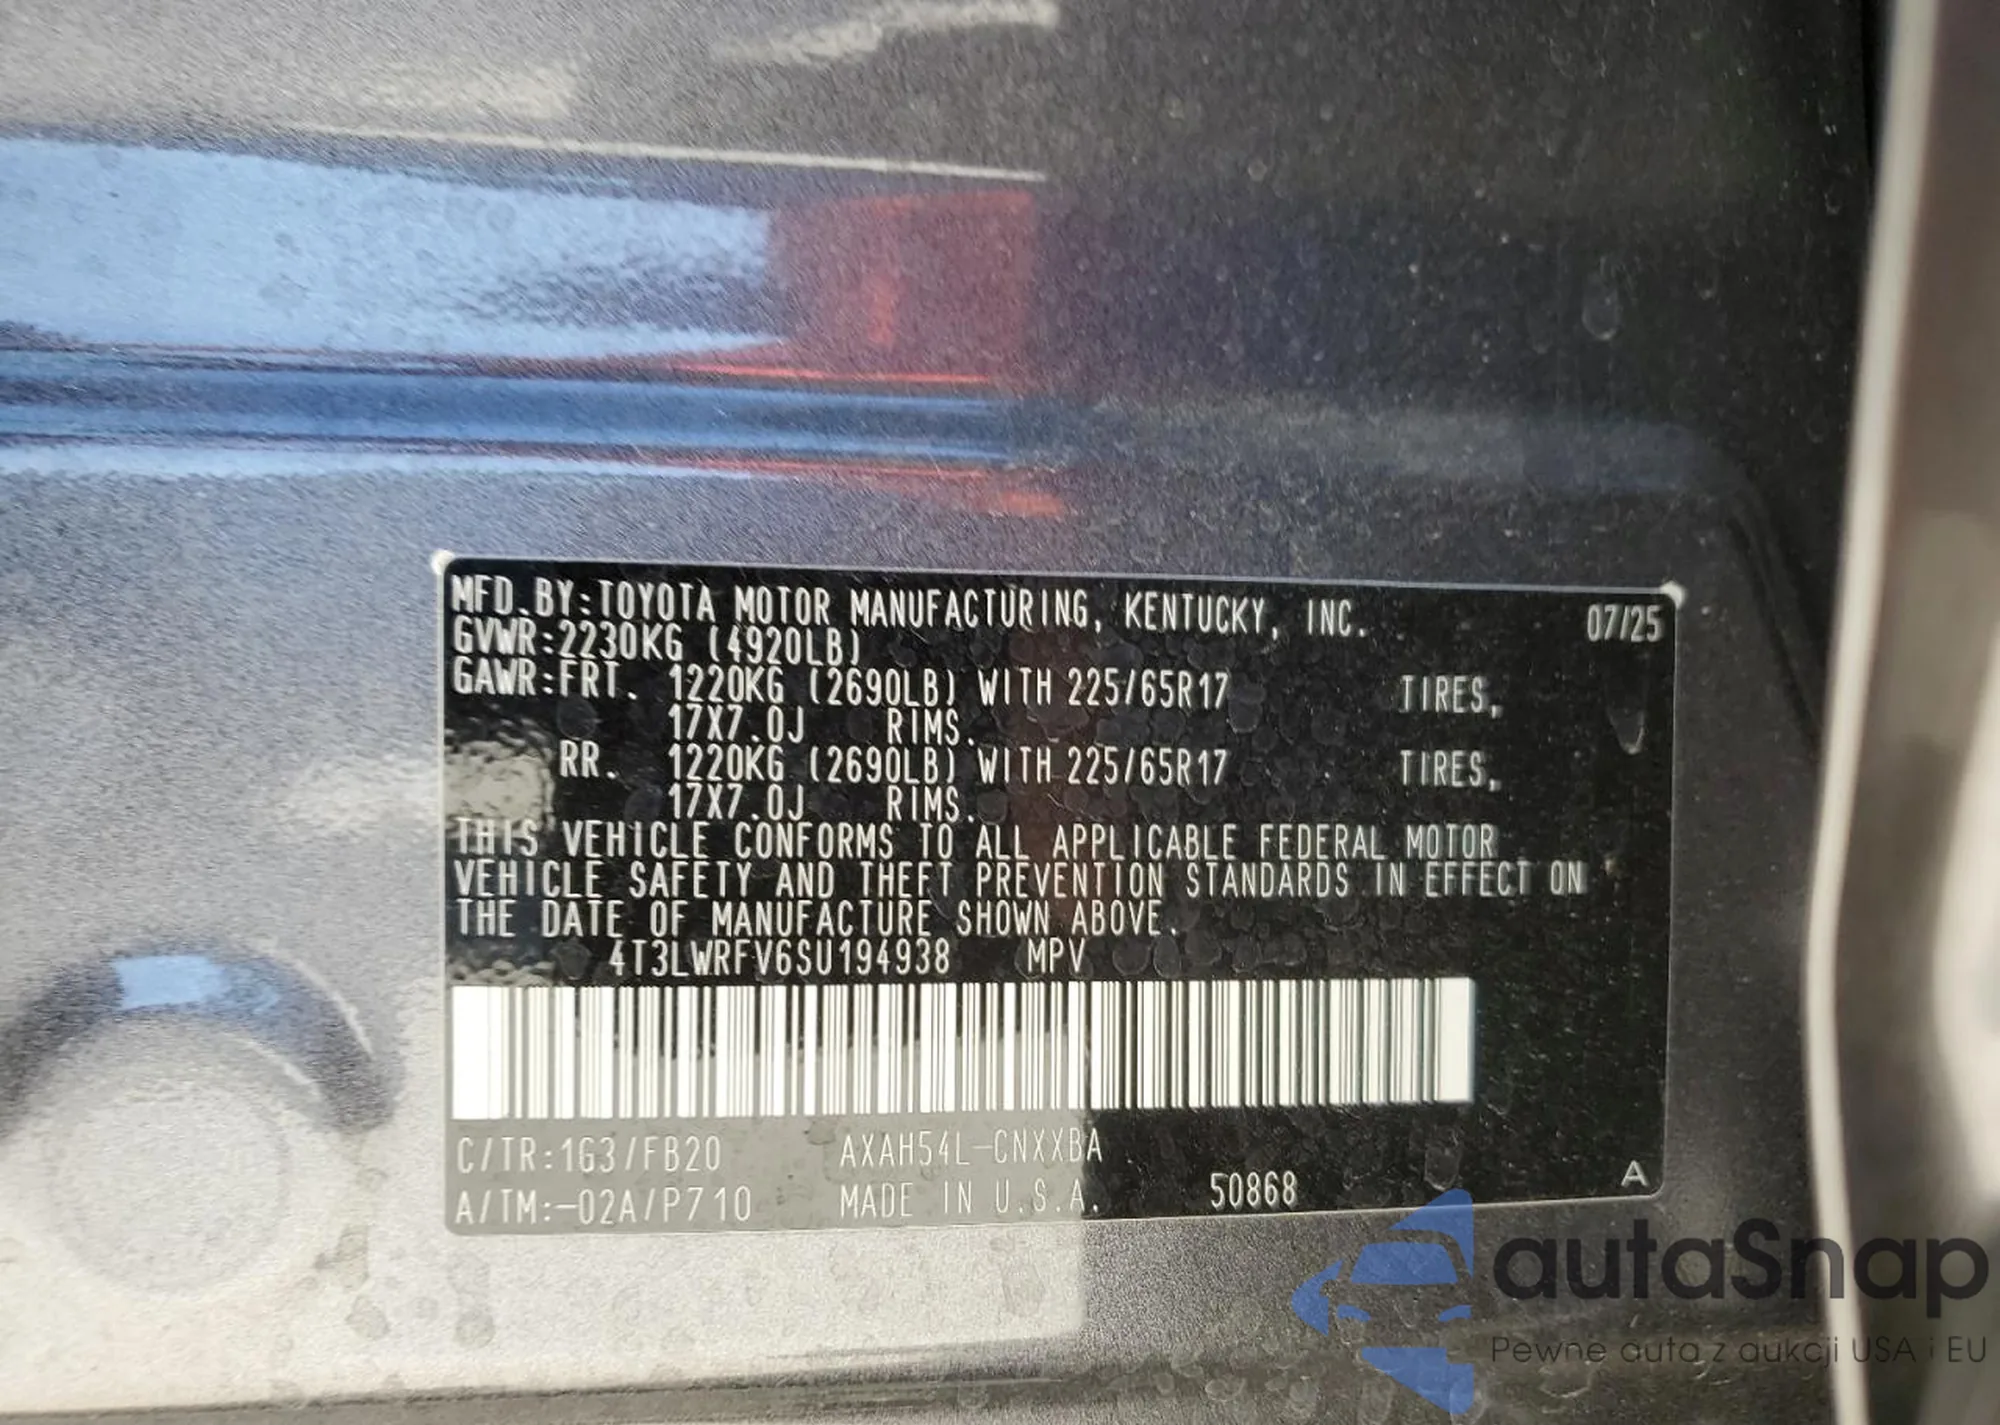 MFD.BY:TOYOTA MOTOR MANUFACTURING, KENTUCKY, INC. 07/25
GVWR:2230KG (4920LB)
GAWR:FRT. 1220KG (2690LB) WITH 225/65R17 TIRES,
17X7.0J RIMS.
RR. 1220KG (2690LB) WITH 225/65R17 TIRES,
17X7.0J RIMS.
THIS VEHICLE CONFORMS TO ALL APPLICABLE FEDERAL MOTOR
VEHICLE SAFETY AND THEFT PREVENTION STANDARDS IN EFFECT ON
THE DATE OF MANUFACTURE SHOWN ABOVE.
4T3LWRFV6SU194938 MPV
C/TR:1G3/FB20 AXAH54L-CNXXBA
A/TM:-02A/P710 MADE IN U.S.A. 50868 A
autaSnap
Pewne auta z aukcji USA i EU